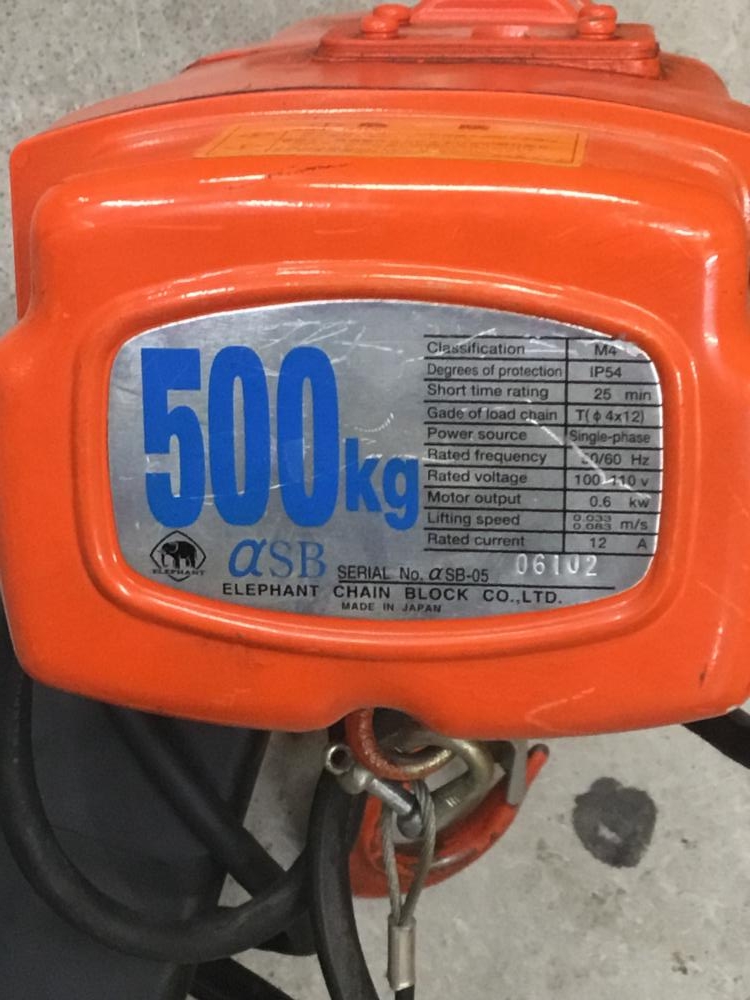 500kg
Classification M4
Degrees of protection IP54
Short time rating 25 min
Gade of load chain T(ϕ4x12)
Power source Single-phase
Rated frequency 50/60 Hz
Rated voltage 100-110 v
Motor output 0.6 kw
Lifting speed 0.033 0.083 m/s
Rated current 12 A
ELEPHANT
αSB
SERIAL No. αSB-05 06102
ELEPHANT CHAIN BLOCK CO.,LTD.
MADE IN JAPAN